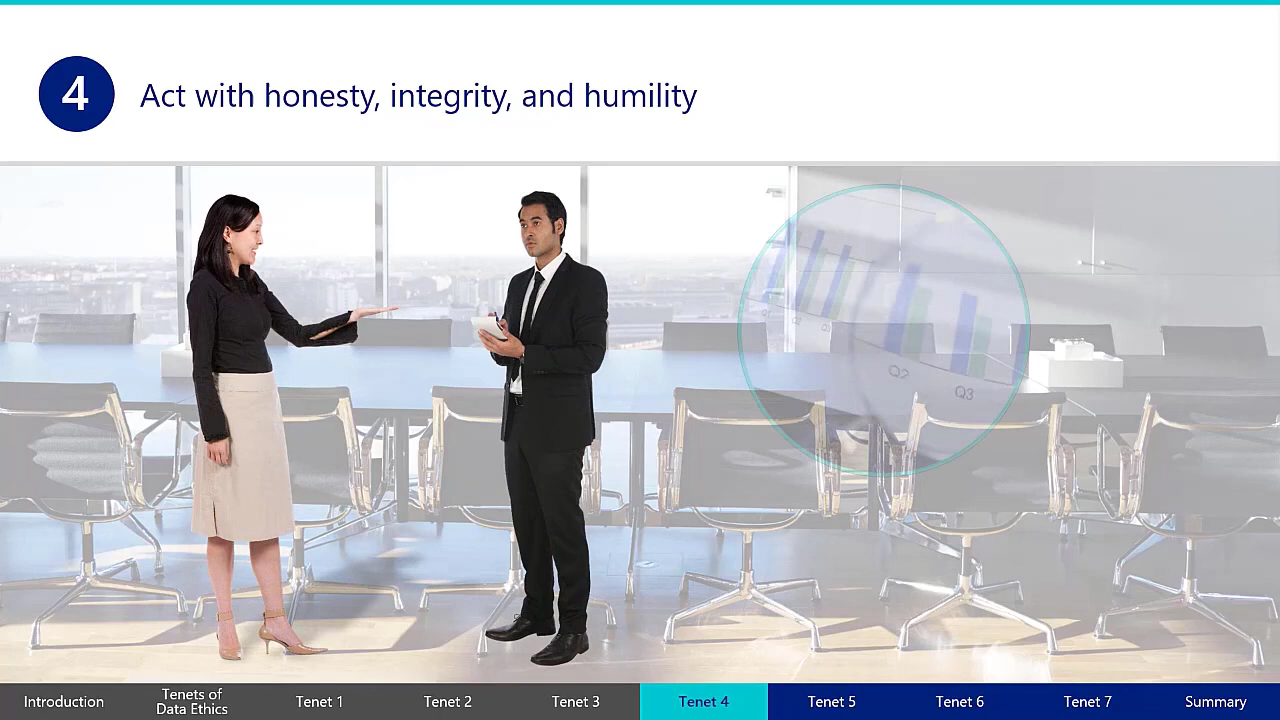 4
Act with honesty, integrity, and humility
Q2
Q3
Introduction
Tenets of
Data Ethics
Tenet 1
Tenet 2
Tenet 3
Tenet 4
Tenet 5
Tenet 6
Tenet 7
Summary